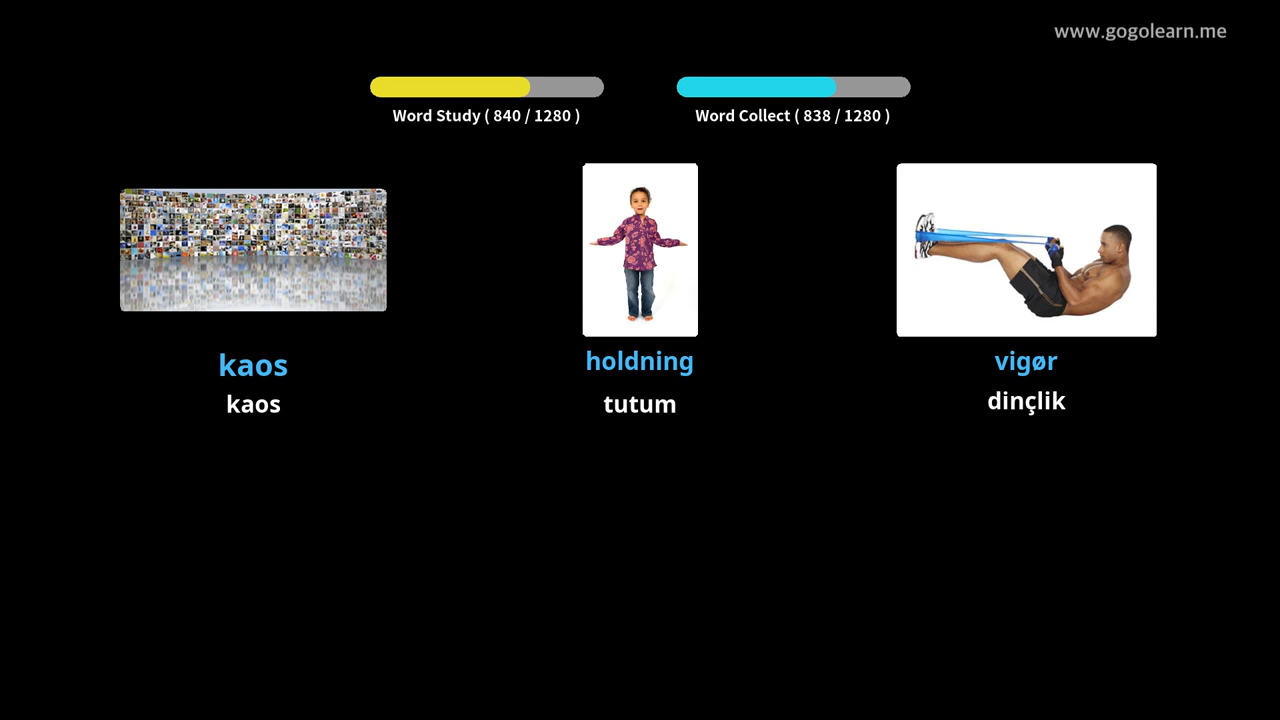 www.gogolearn.me
Word Study ( 840 / 1280 )
Word Collect ( 838 / 1280 )
kaos
kaos
holdning
tutum
vigør
dinçlik